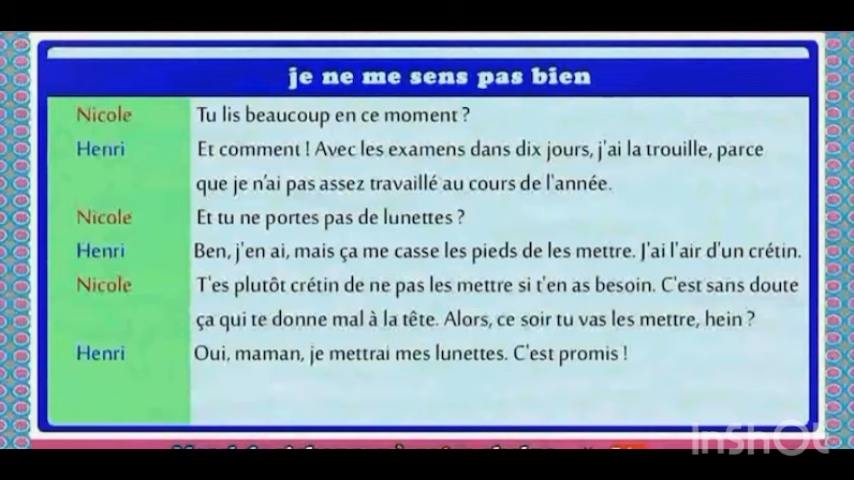 je ne me sens pas bien
Nicole Tu lis beaucoup en ce moment ?
Henri Et comment ! Avec les examens dans dix jours, j'ai la trouille, parce
que je n'ai pas assez travaillé au cours de l'année.
Nicole Et tu ne portes pas de lunettes ?
Henri Ben, j'en ai, mais ça me casse les pieds de les mettre. J'ai l'air d'un crétin.
Nicole T'es plutôt crétin de ne pas les mettre si t'en as besoin. C'est sans doute
ça qui te donne mal à la tête. Alors, ce soir tu vas les mettre, hein ?
Henri Oui, maman, je mettrai mes lunettes. C'est promis !
InShOt